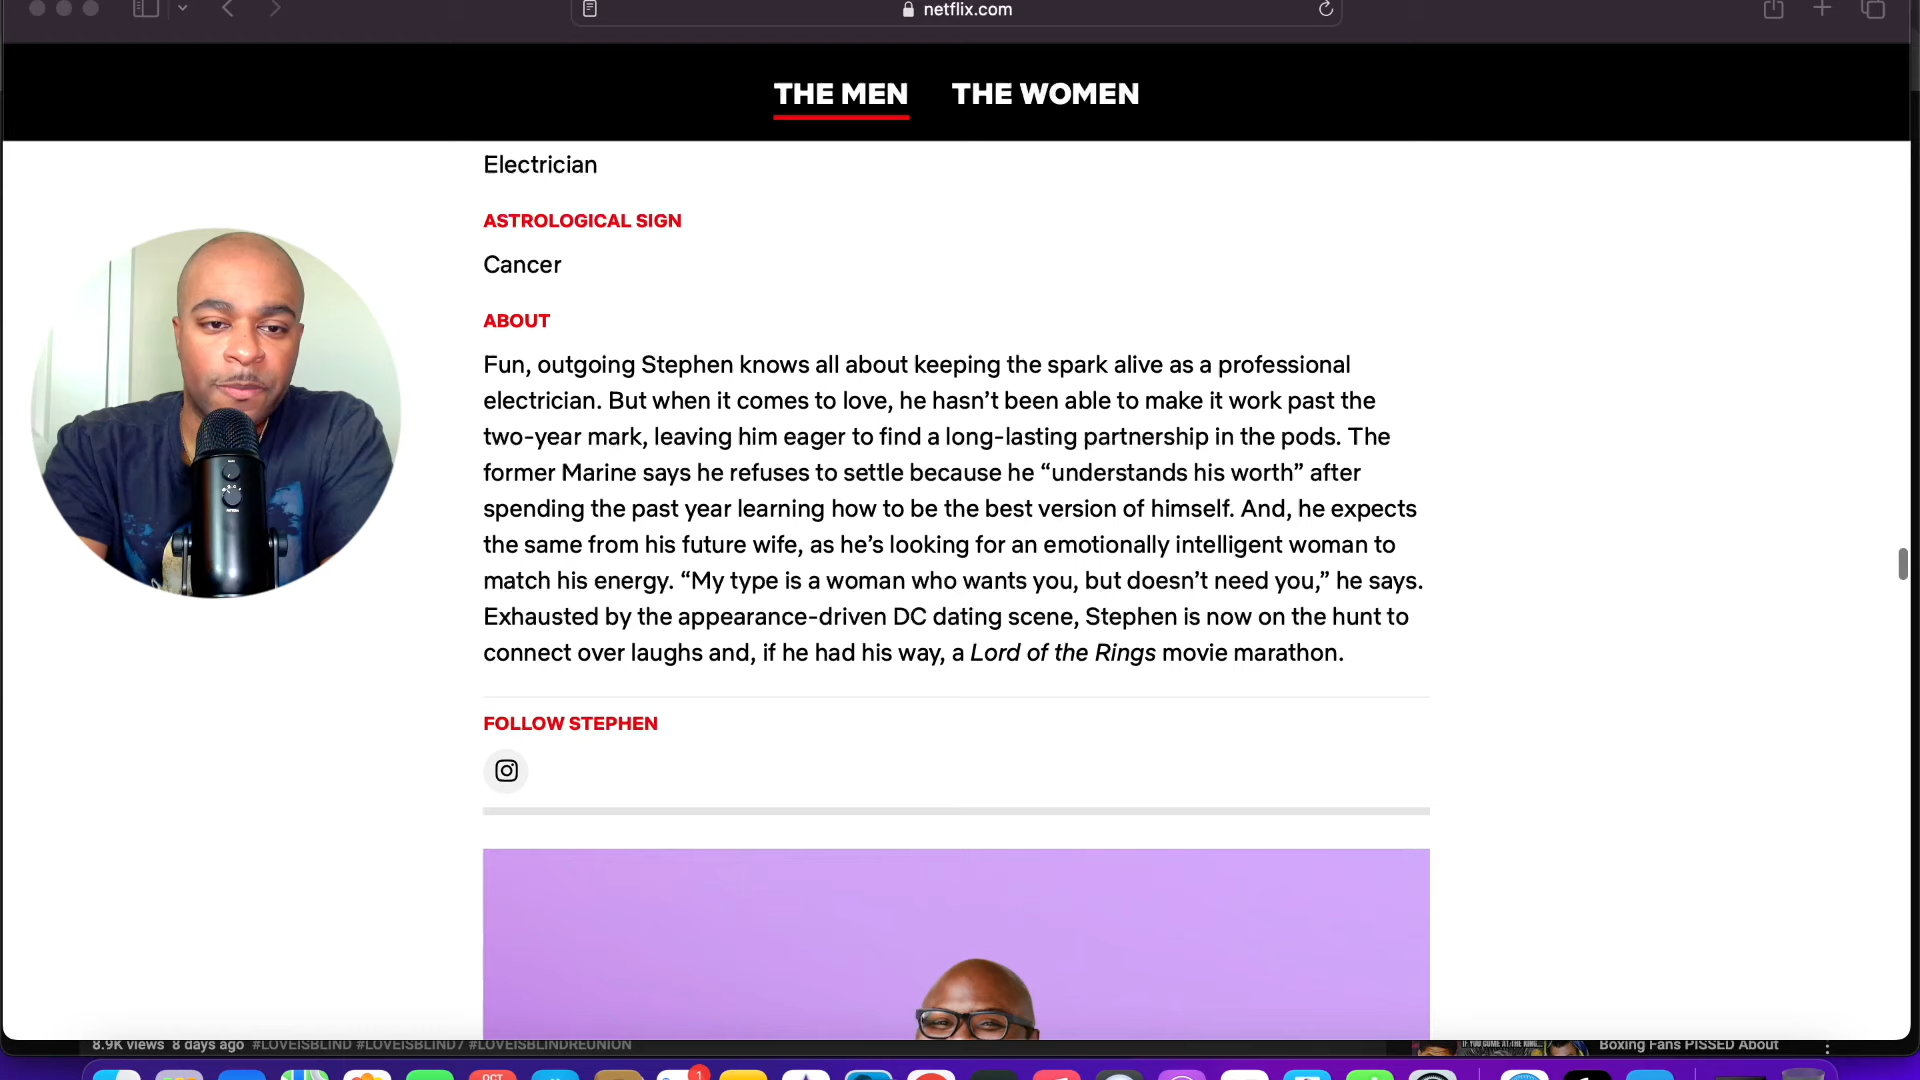 netflix.com
THE MEN THE WOMEN
Electrician
ASTROLOGICAL SIGN
Cancer
ABOUT
Fun, outgoing Stephen knows all about keeping the spark alive as a professional
electrician. But when it comes to love, he hasn’t been able to make it work past the
two-year mark, leaving him eager to find a long-lasting partnership in the pods. The
former Marine says he refuses to settle because he “understands his worth” after
spending the past year learning how to be the best version of himself. And, he expects
the same from his future wife, as he’s looking for an emotionally intelligent woman to
match his energy. “My type is a woman who wants you, but doesn’t need you,” he says.
Exhausted by the appearance-driven DC dating scene, Stephen is now on the hunt to
connect over laughs and, if he had his way, a Lord of the Rings movie marathon.
FOLLOW STEPHEN
8.9K views 8 days ago #LOVEISBLIND #LOVEISBLIND7 #LOVEISBLINDREUNION
IF YOU COME AT THE KING...
Boxing Fans PISSED About
OCT
1